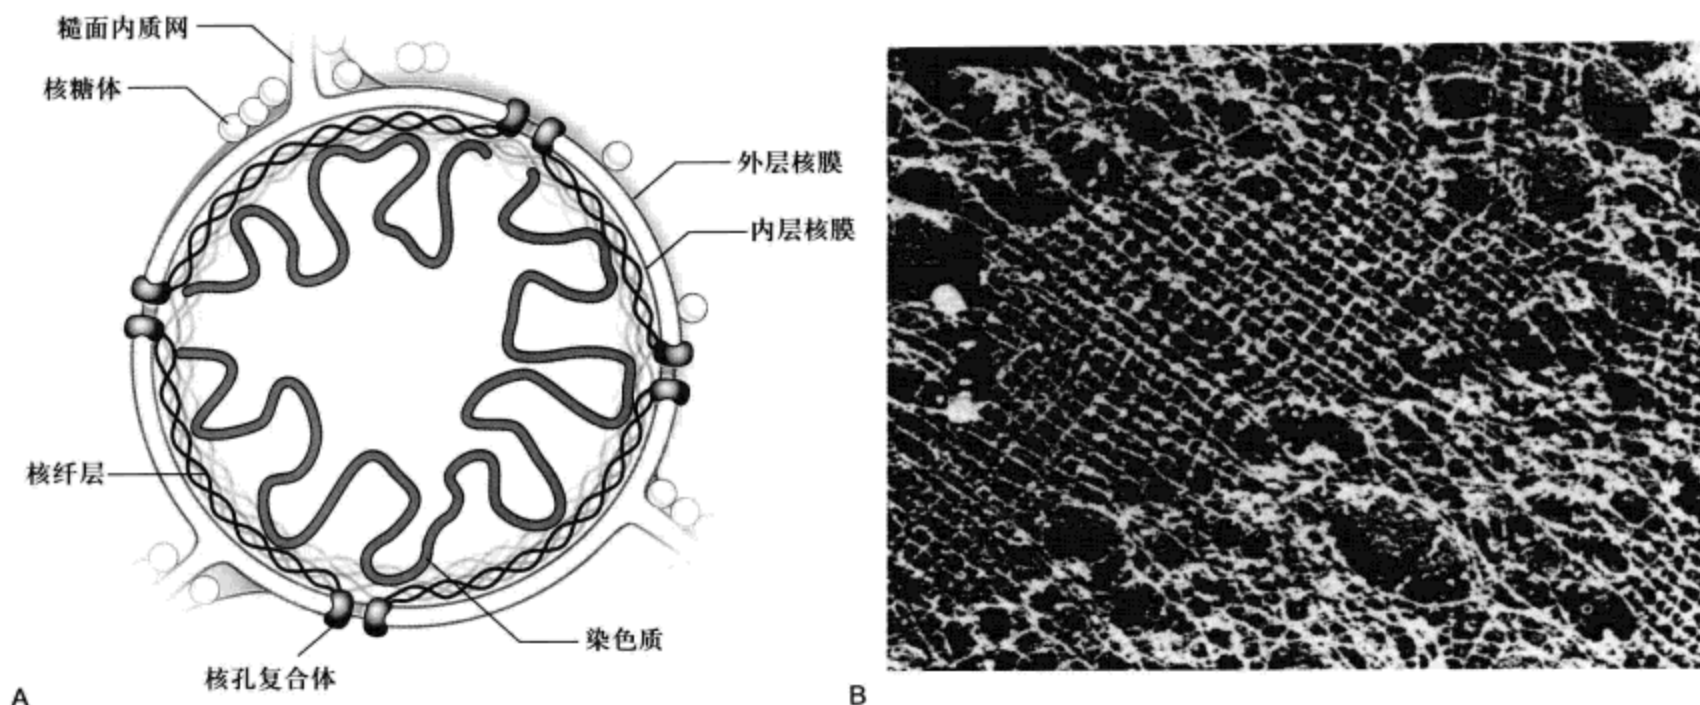 糙面内质网
核糖体
外层核膜
内层核膜
核纤层
染色质
核孔复合体
A
B